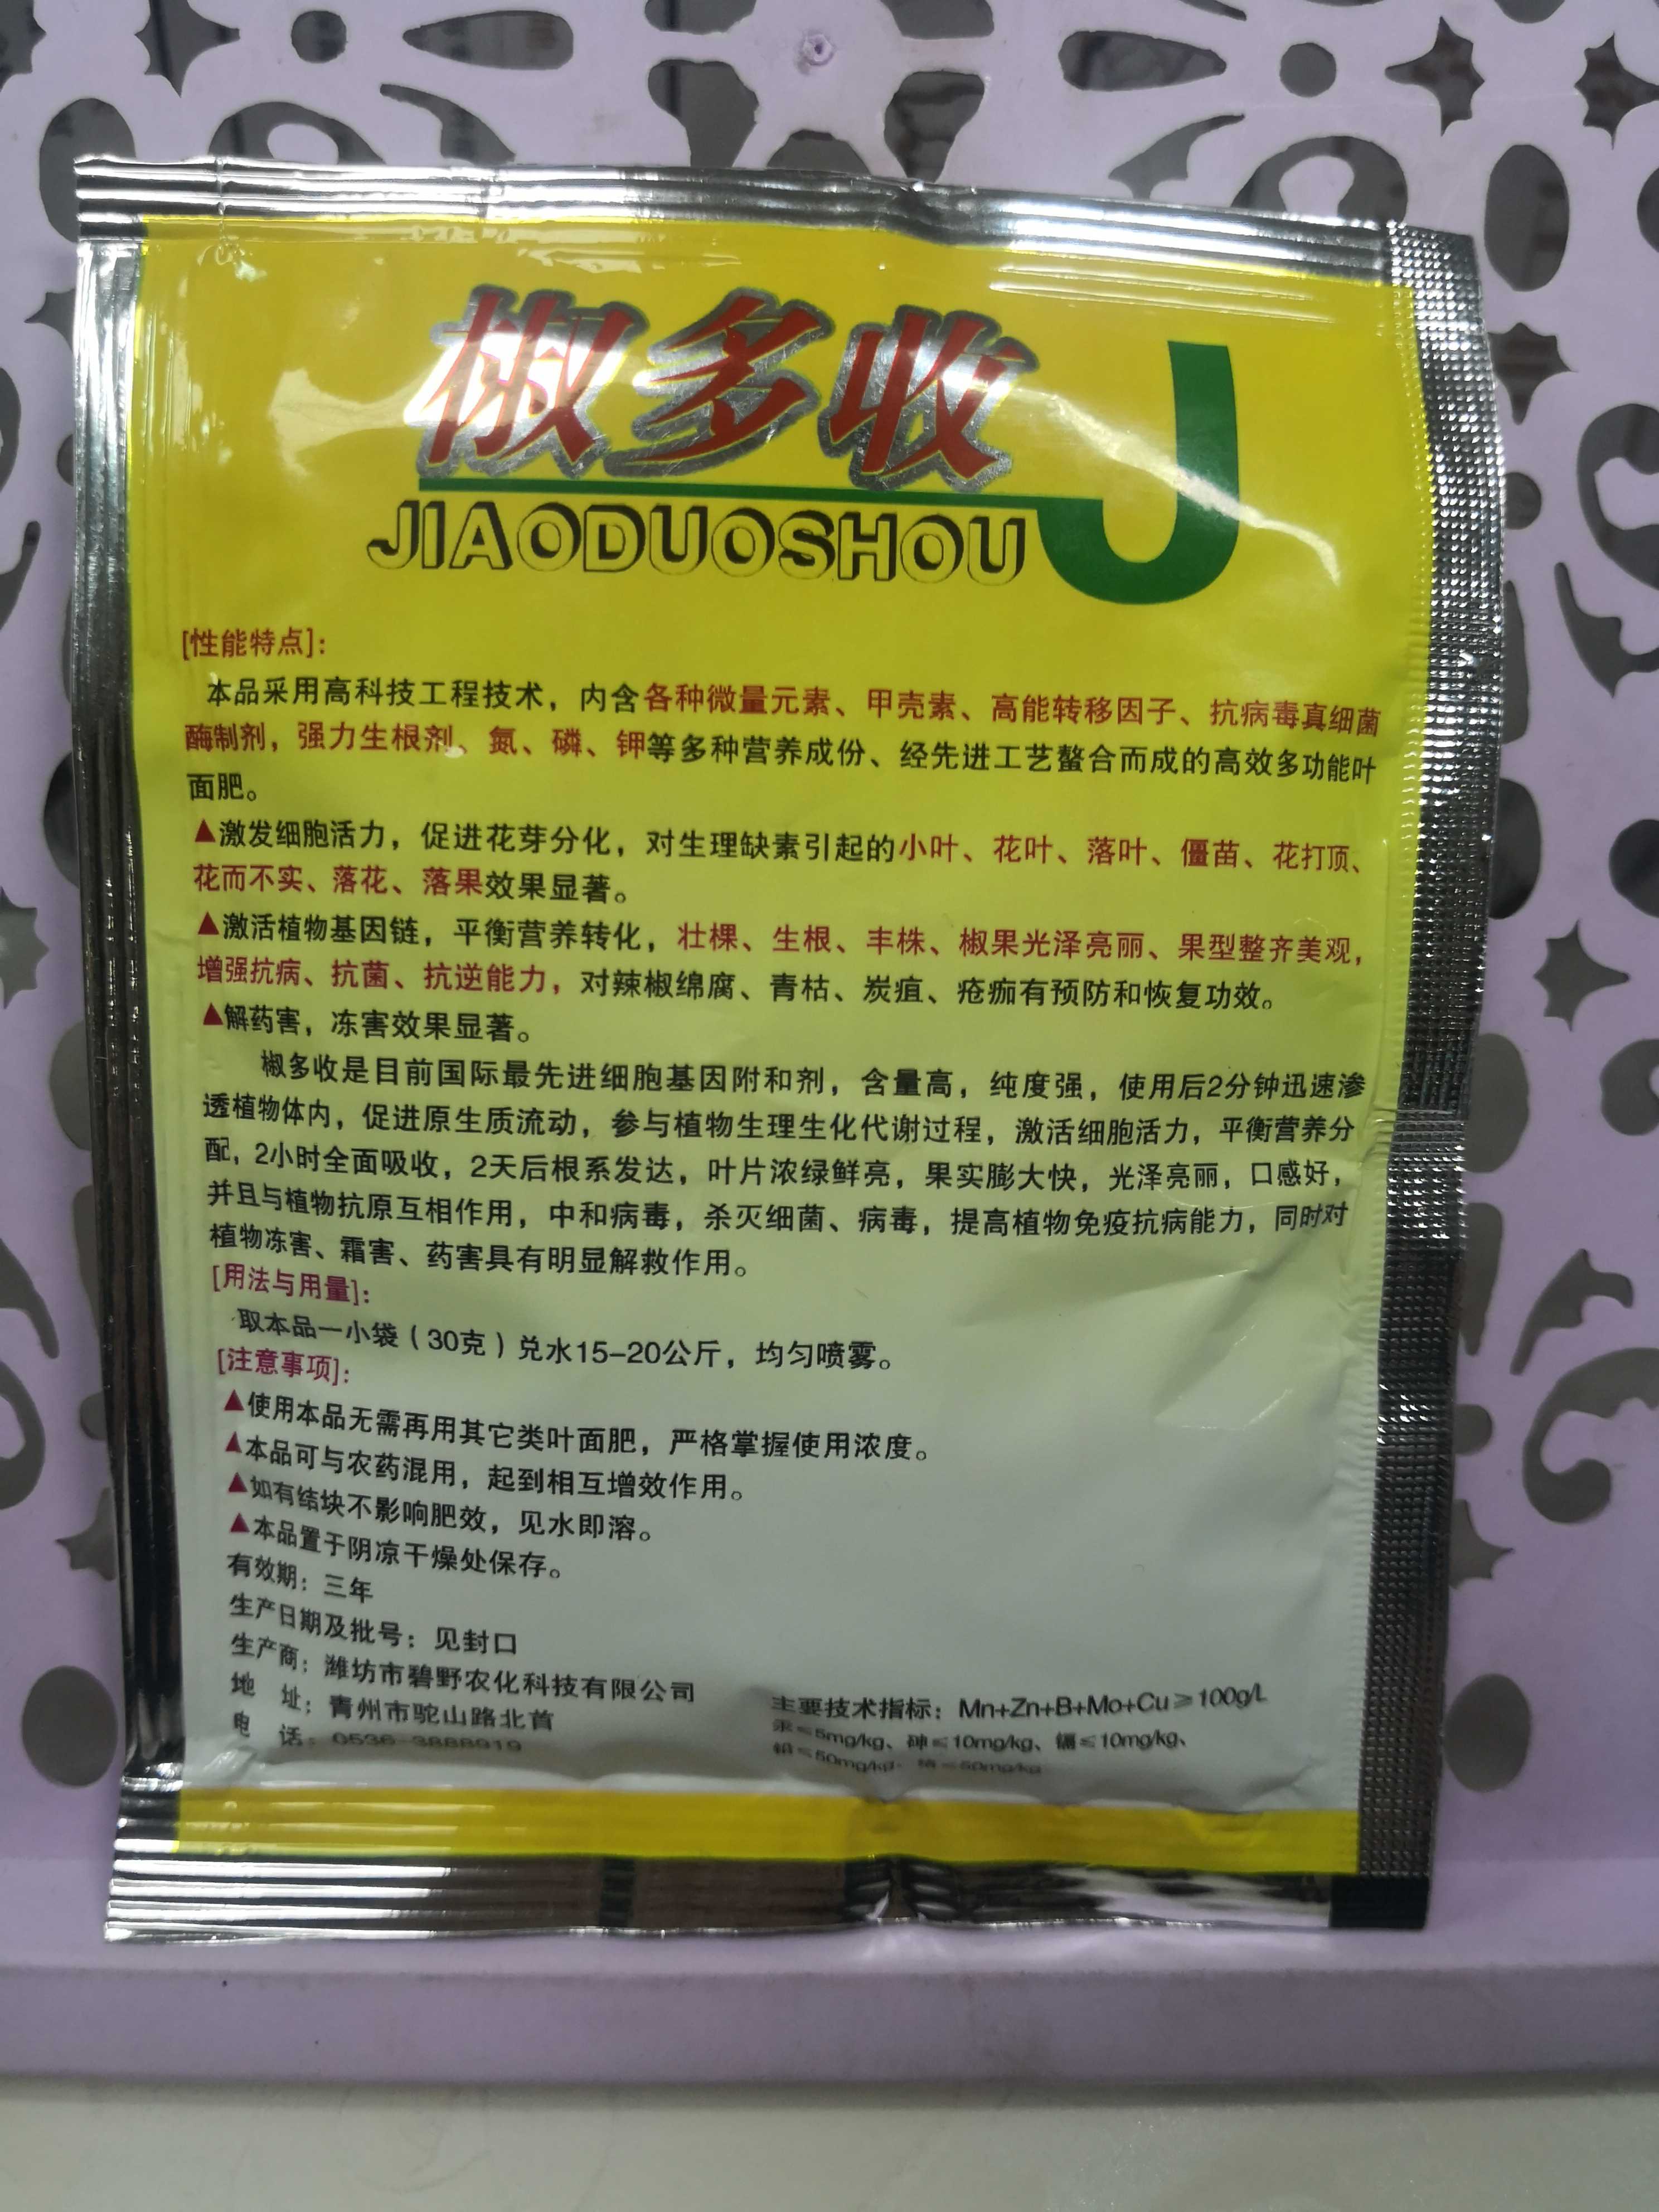 椒多收
J
JIAODUOSHOU
[性能特点]：
本品采用高科技工程技术，内含各种微量元素、甲壳素、高能转移因子、抗病毒真细菌
酶制剂，强力生根剂、氮、磷、钾等多种营养成份、经先进工艺螯合而成的高效多功能叶
面肥。
▲激发细胞活力，促进花芽分化，对生理缺素引起的小叶、花叶、落叶、僵苗、花打顶、
花而不实、落花、落果效果显著。
▲激活植物基因链，平衡营养转化，壮棵、生根、丰株、椒果光泽亮丽、果型整齐美观，
增强抗病、抗菌、抗逆能力，对辣椒绵腐、青枯、炭疽、疮痂有预防和恢复功效。
▲解药害，冻害效果显著。
椒多收是目前国际最先进细胞基因附和剂，含量高，纯度强，使用后2分钟迅速渗
透植物体内，促进原生质流动，参与植物生理生化代谢过程，激活细胞活力，平衡营养分
配，2小时全面吸收，2天后根系发达，叶片浓绿鲜亮，果实膨大快，光泽亮丽，口感好，
并且与植物抗原互相作用，中和病毒，杀灭细菌、病毒，提高植物免疫抗病能力，同时对
植物冻害、霜害、药害具有明显解救作用。
[用法与用量]：
取本品一小袋（30克）兑水15-20公斤，均匀喷雾。
[注意事项]：
▲使用本品无需再用其它类叶面肥，严格掌握使用浓度。
▲本品可与农药混用，起到相互增效作用。
▲如有结块不影响肥效，见水即溶。
▲本品置于阴凉干燥处保存。
有效期：三年
生产日期及批号：见封口
生产商：潍坊市碧野农化科技有限公司
地 址：青州市驼山路北首
电 话：0536-3888919
主要技术指标：Mn+Zn+B+Mo+Cu≥100g/L
汞≤5mg/kg、砷≤10mg/kg、镉≤10mg/kg、
铅≤50mg/kg、铬≤50mg/kg